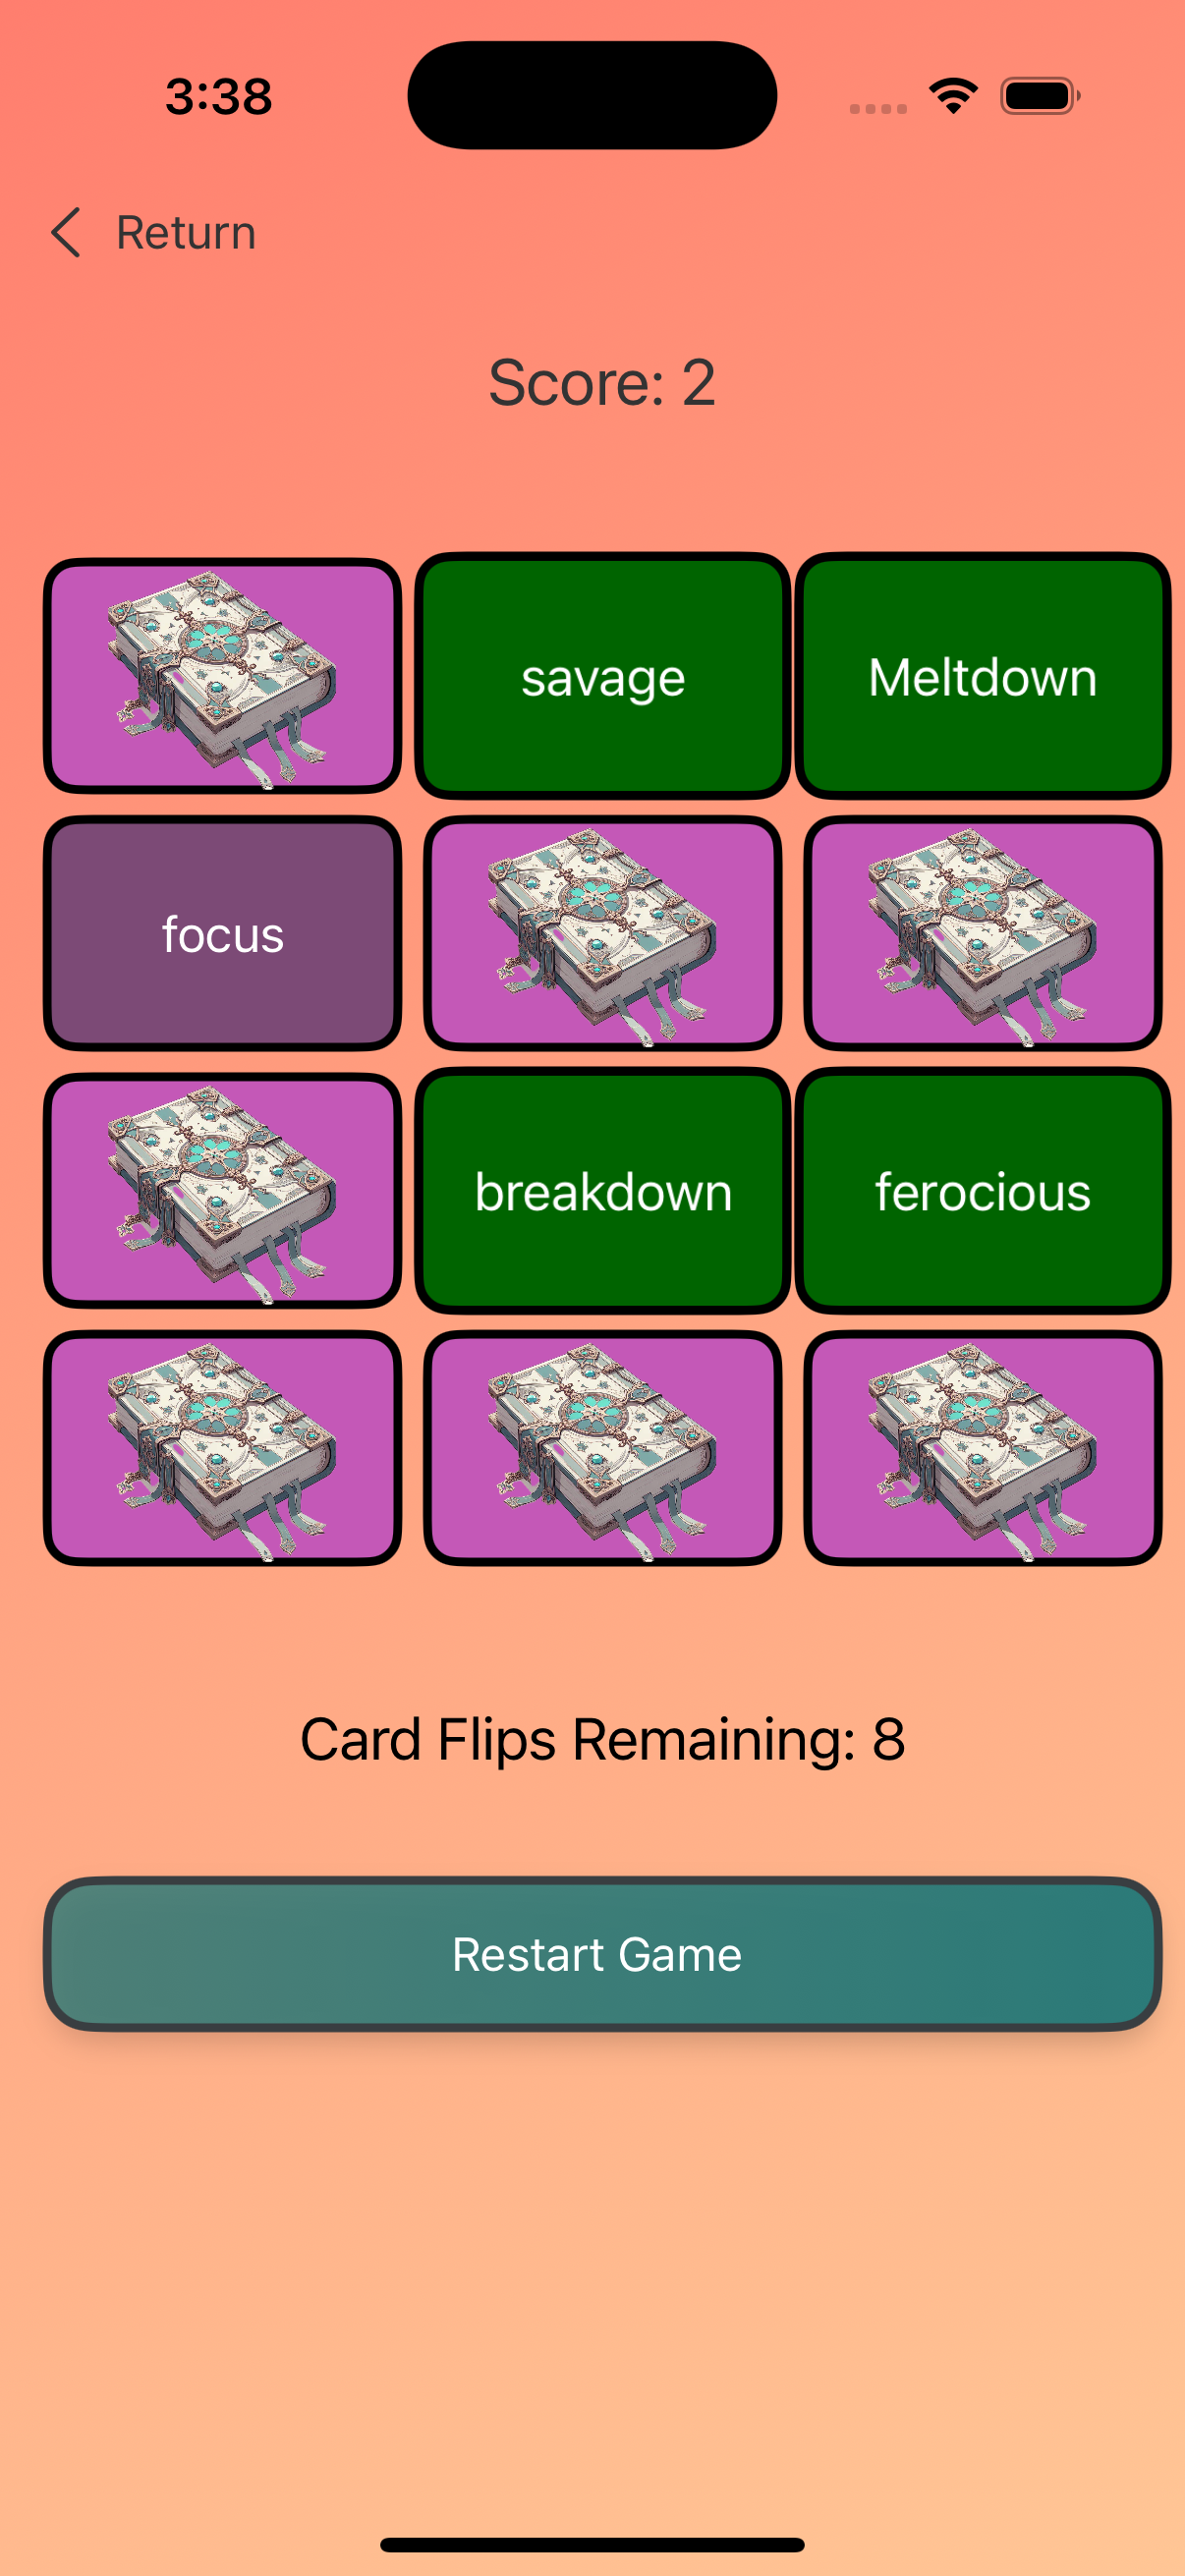 3:38
Return
Score: 2
savage
Meltdown
focus
breakdown
ferocious
Card Flips Remaining: 8
Restart Game